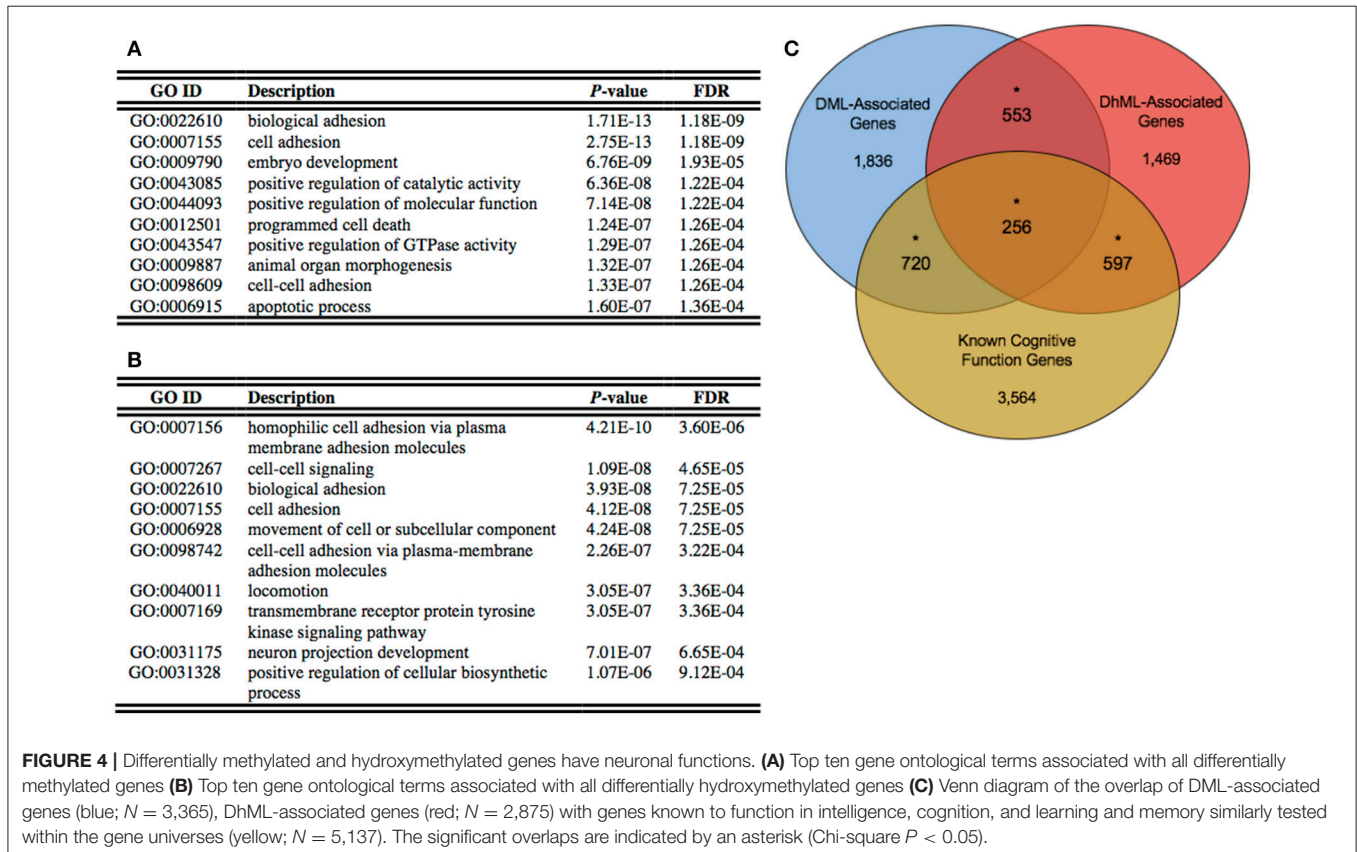 A
GO ID Description P-value FDR
GO:0022610 biological adhesion 1.71E-13 1.18E-09
GO:0007155 cell adhesion 2.75E-13 1.18E-09
GO:0009790 embryo development 6.76E-09 1.93E-05
GO:0043085 positive regulation of catalytic activity 6.36E-08 1.22E-04
GO:0044093 positive regulation of molecular function 7.14E-08 1.22E-04
GO:0012501 programmed cell death 1.24E-07 1.26E-04
GO:0043547 positive regulation of GTPase activity 1.29E-07 1.26E-04
GO:0009887 animal organ morphogenesis 1.32E-07 1.26E-04
GO:0098609 cell-cell adhesion 1.33E-07 1.26E-04
GO:0006915 apoptotic process 1.60E-07 1.36E-04
B
GO ID Description P-value FDR
GO:0007156 homophilic cell adhesion via plasma 4.21E-10 3.60E-06
membrane adhesion molecules
GO:0007267 cell-cell signaling 1.09E-08 4.65E-05
GO:0022610 biological adhesion 3.93E-08 7.25E-05
GO:0007155 cell adhesion 4.12E-08 7.25E-05
GO:0006928 movement of cell or subcellular component 4.24E-08 7.25E-05
GO:0098742 cell-cell adhesion via plasma-membrane 2.26E-07 3.22E-04
adhesion molecules
GO:0040011 locomotion 3.05E-07 3.36E-04
GO:0007169 transmembrane receptor protein tyrosine 3.05E-07 3.36E-04
kinase signaling pathway
GO:0031175 neuron projection development 7.01E-07 6.65E-04
GO:0031328 positive regulation of cellular biosynthetic 1.07E-06 9.12E-04
process
C
DML-Associated
Genes
1,836
*
553
DhML-Associated
Genes
1,469
*
256
*
720
*
597
Known Cognitive
Function Genes
3,564
FIGURE 4 | Differentially methylated and hydroxymethylated genes have neuronal functions. (A) Top ten gene ontological terms associated with all differentially
methylated genes (B) Top ten gene ontological terms associated with all differentially hydroxymethylated genes (C) Venn diagram of the overlap of DML-associated
genes (blue; N = 3,365), DhML-associated genes (red; N = 2,875) with genes known to function in intelligence, cognition, and learning and memory similarly tested
within the gene universes (yellow; N = 5,137). The significant overlaps are indicated by an asterisk (Chi-square P < 0.05).